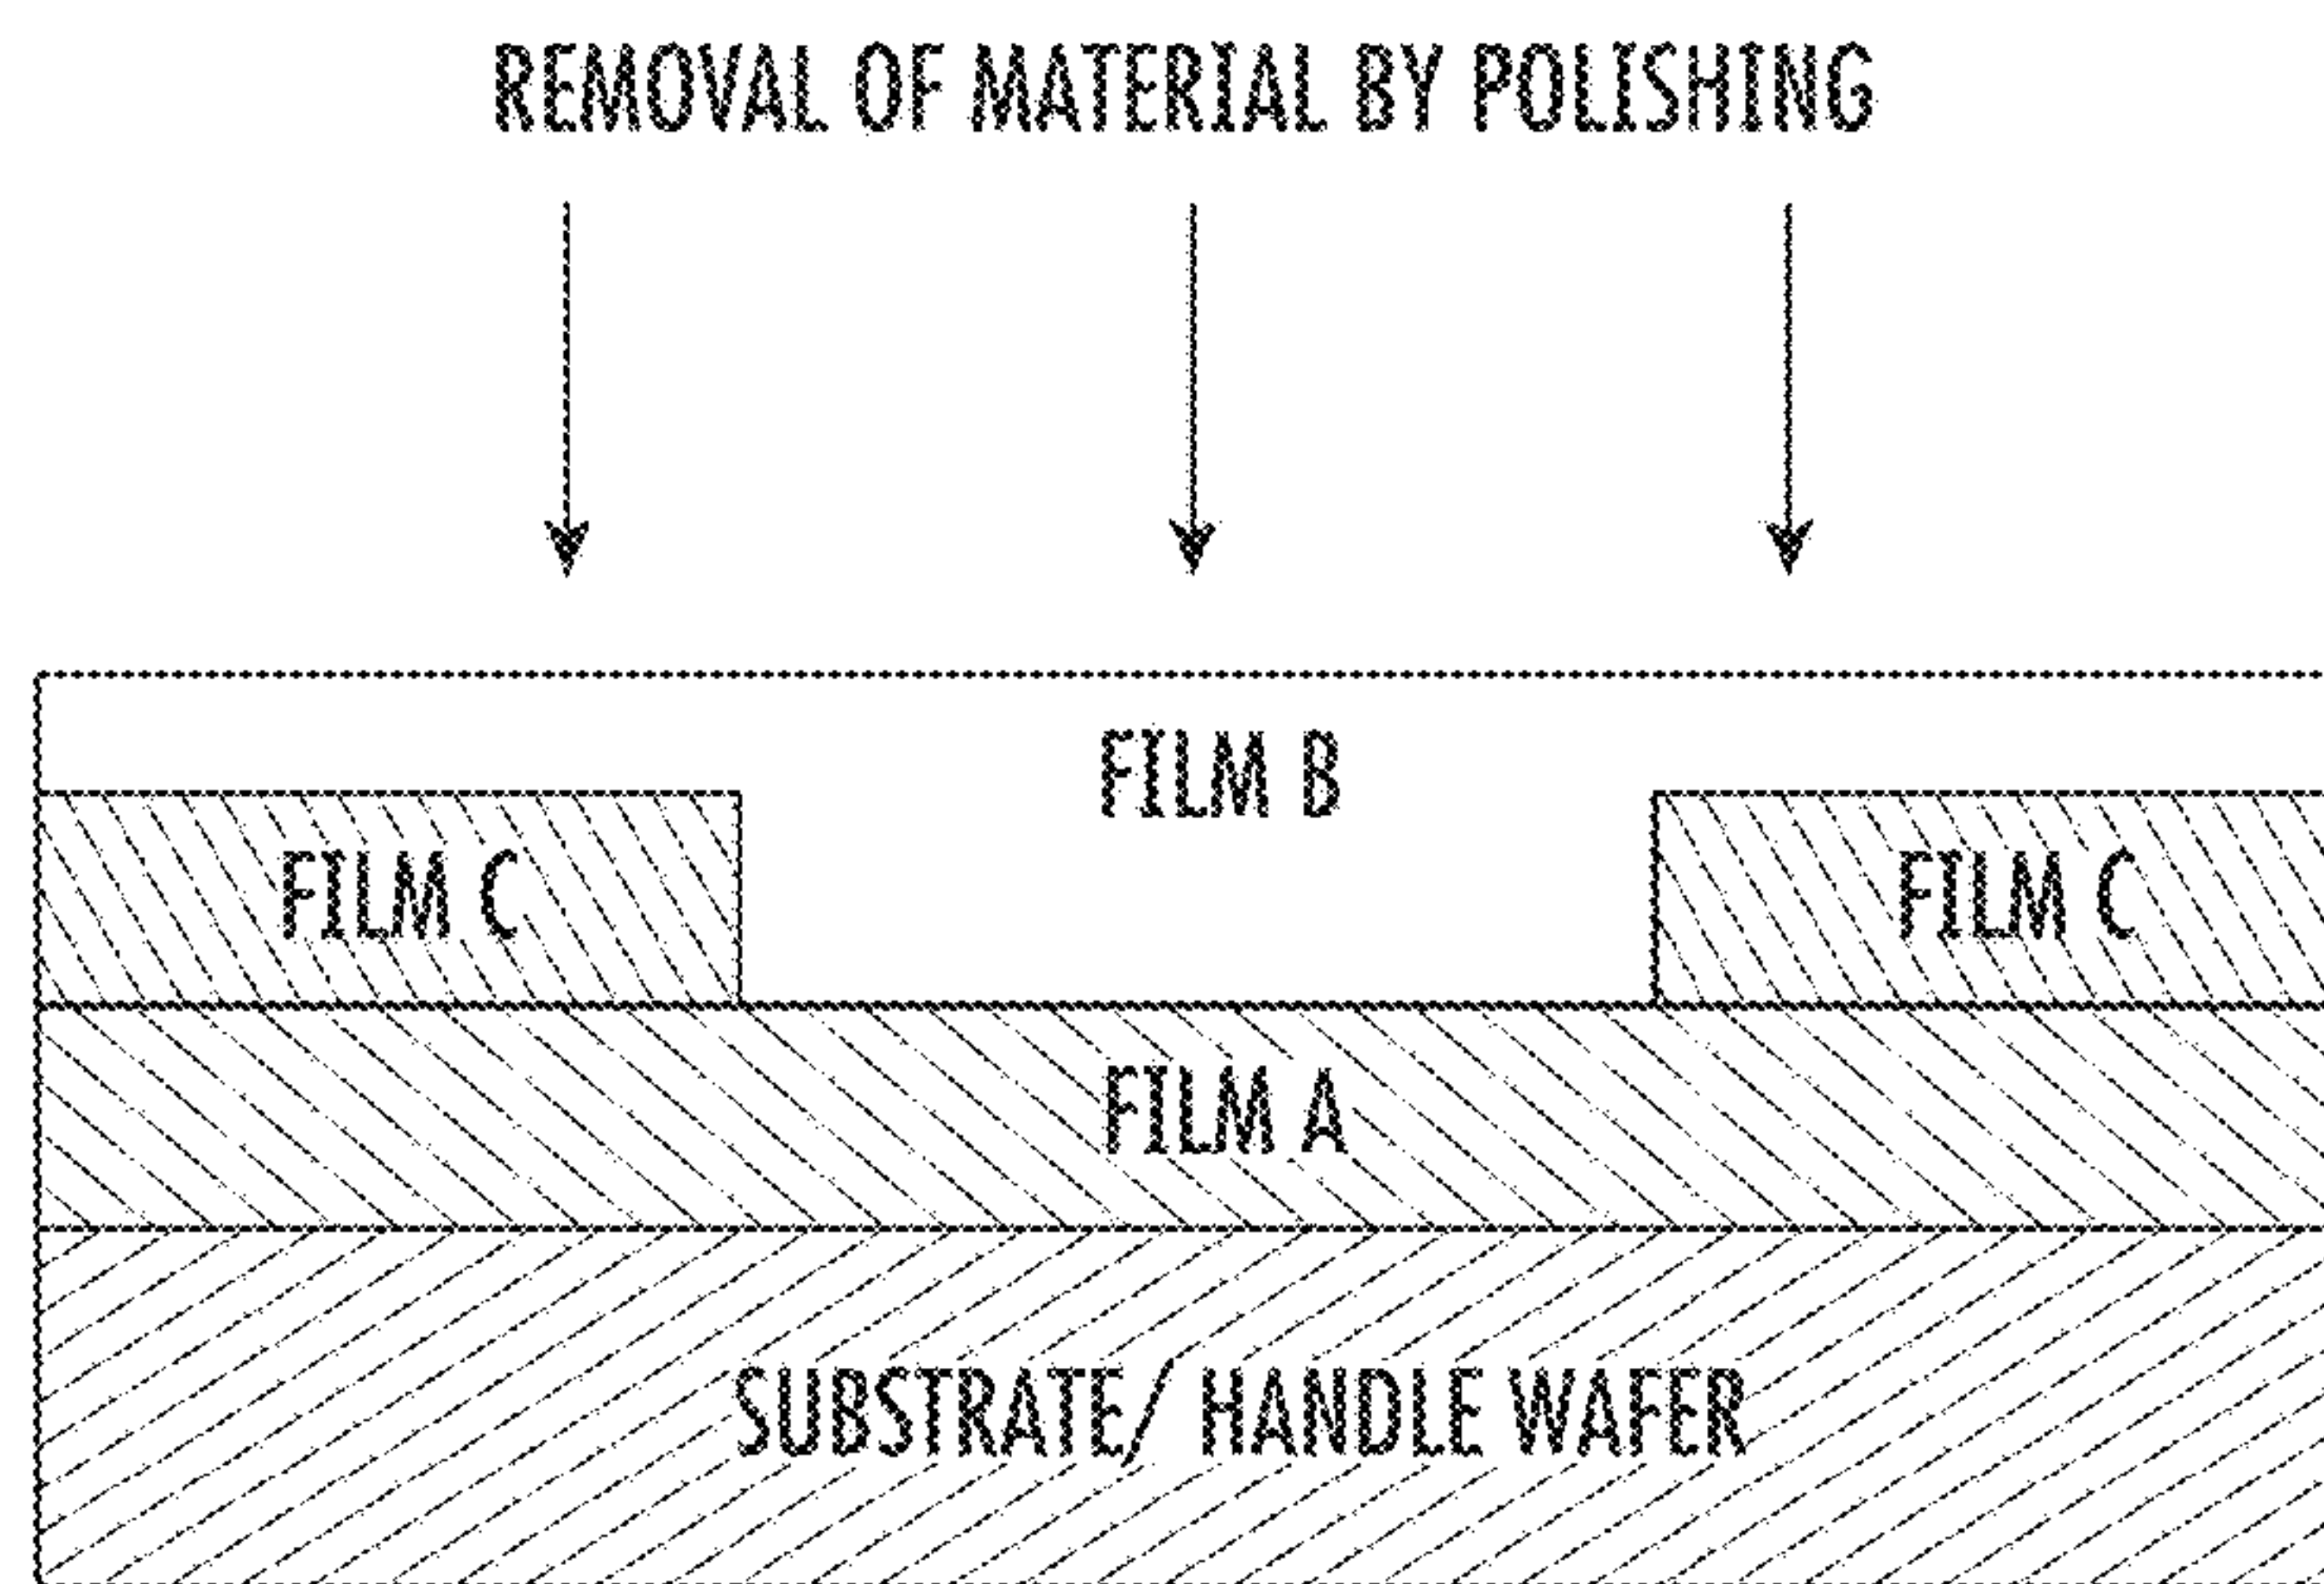 REMOVAL OF MATERIAL BY POLISHING
FILM B
FILM C
FILM C
FILM A
SUBSTRATE/ HANDLE WAFER